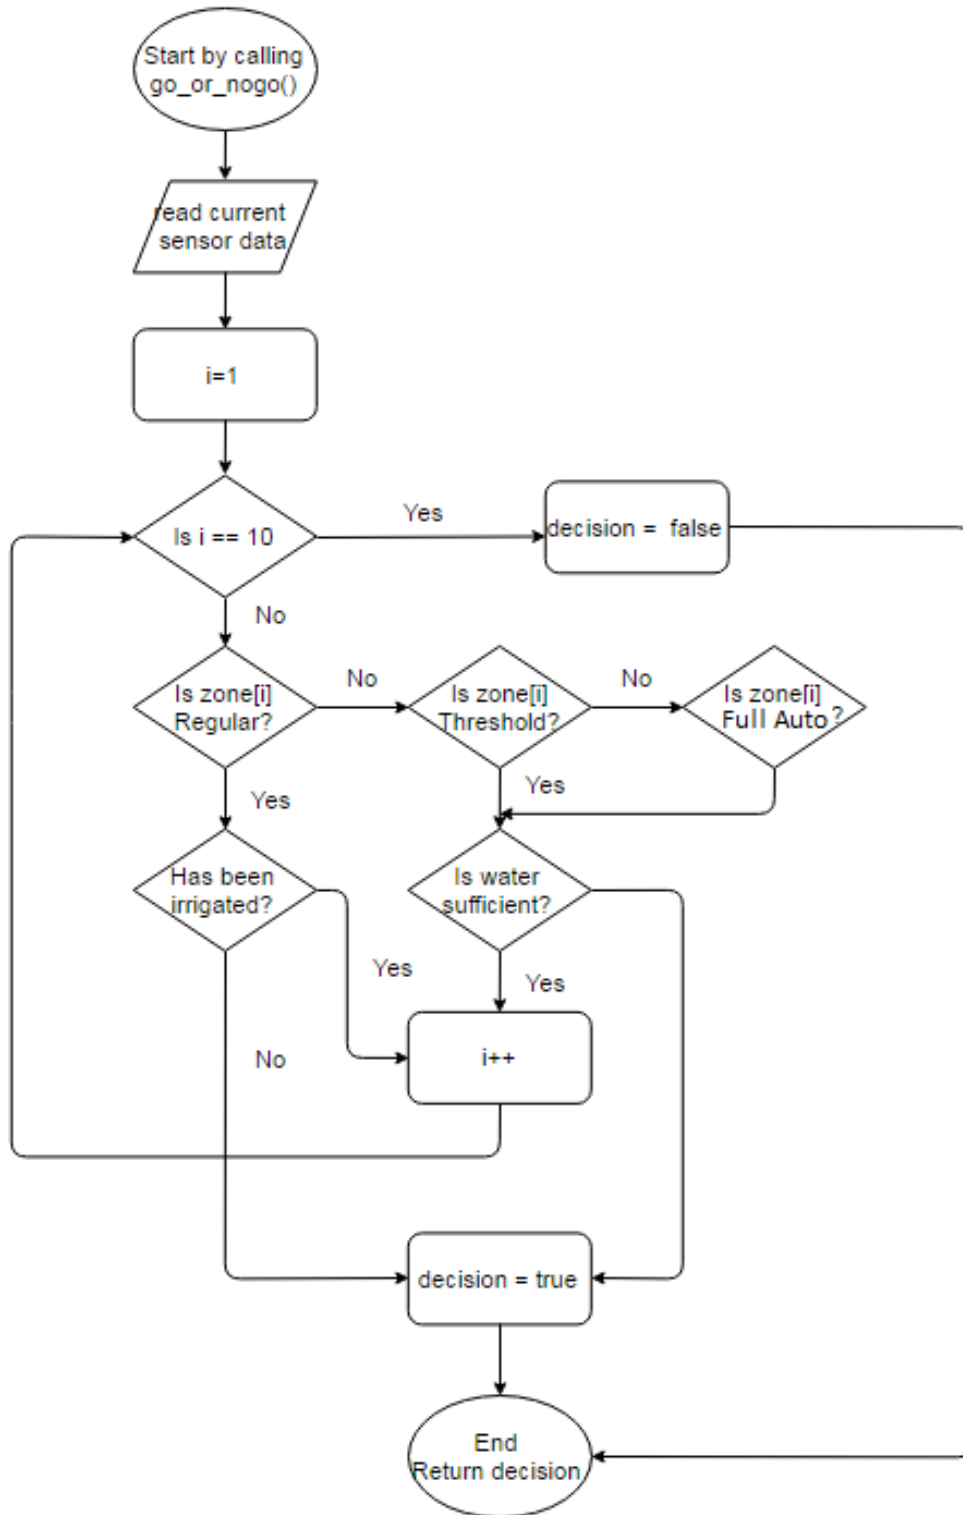 Start by calling
go_or_nogo()
read current
sensor data
i=1
Is i == 10
Yes
decision = false
No
Is zone[i]
Regular?
No
Is zone[i]
Threshold?
No
Is zone[i]
Full Auto?
Yes
Yes
Has been
irrigated?
Is water
sufficient?
Yes
Yes
No
i++
decision = true
End
Return decision